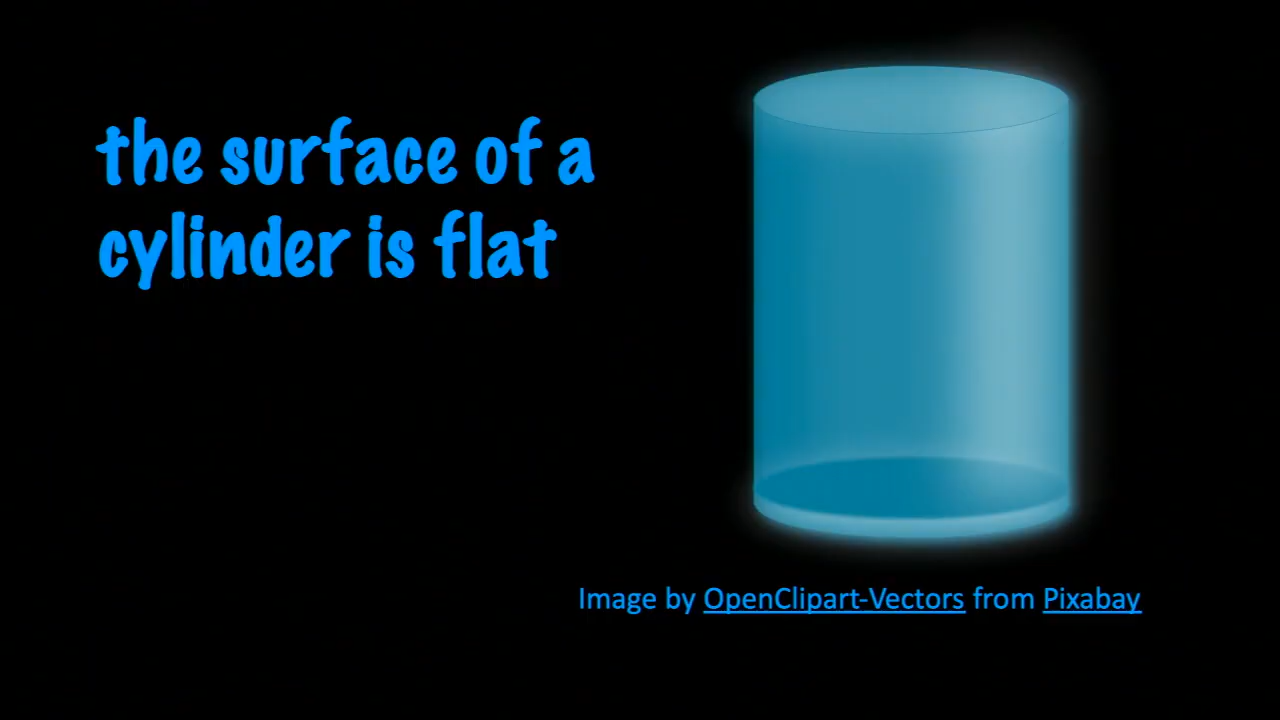 the surface of a
cylinder is flat
Image by OpenClipart-Vectors from Pixabay